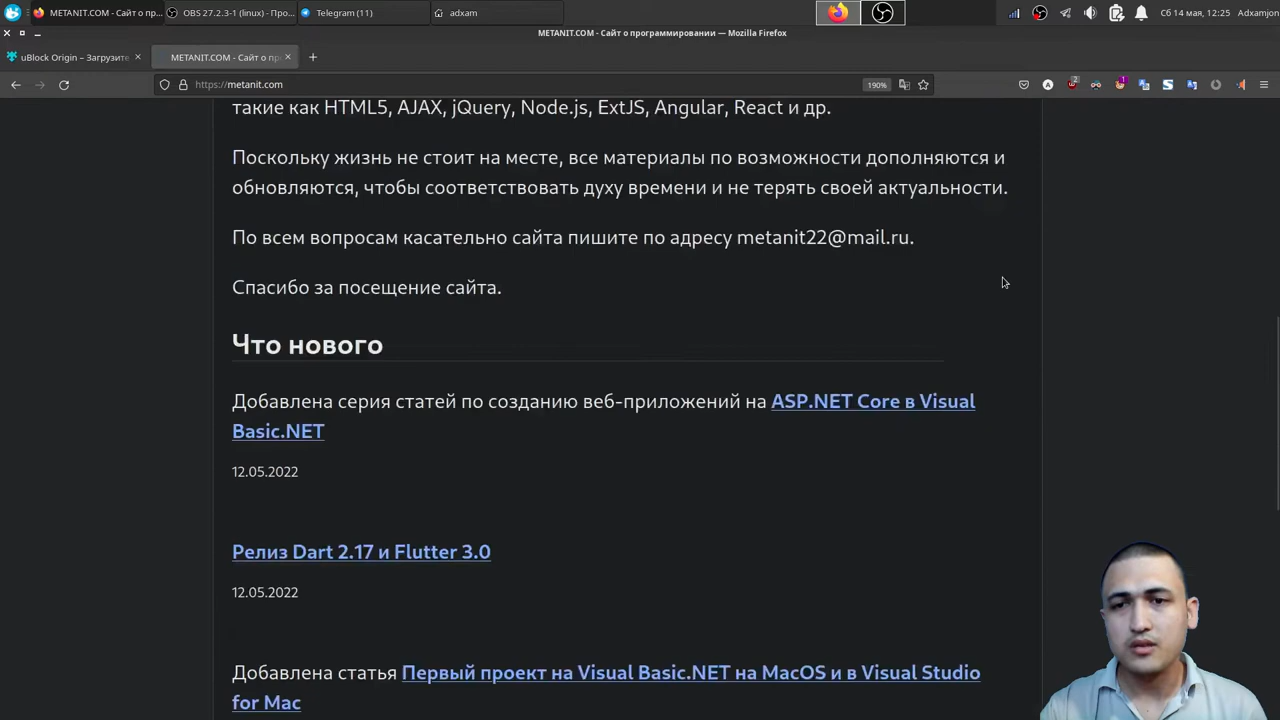 METANIT.COM - Сайт о п...
OBS 27.2.3-1 (linux) - Пр...
Telegram (11)
adxam
Сб 14 мая, 12:25
Adxamjon
METANIT.COM - Сайт о программировании — Mozilla Firefox
uBlock Origin – Загрузите
METANIT.COM - Сайт о пр
https://metanit.com
190%
2
1
такие как HTML5, AJAX, jQuery, Node.js, ExtJS, Angular, React и др.
Поскольку жизнь не стоит на месте, все материалы по возможности дополняются и
обновляются, чтобы соответствовать духу времени и не терять своей актуальности.
По всем вопросам касательно сайта пишите по адресу metanit22@mail.ru.
Спасибо за посещение сайта.
Что нового
Добавлена серия статей по созданию веб-приложений на ASP.NET Core в Visual
Basic.NET
12.05.2022
Релиз Dart 2.17 и Flutter 3.0
12.05.2022
Добавлена статья Первый проект на Visual Basic.NET на MacOS и в Visual Studio
for Mac